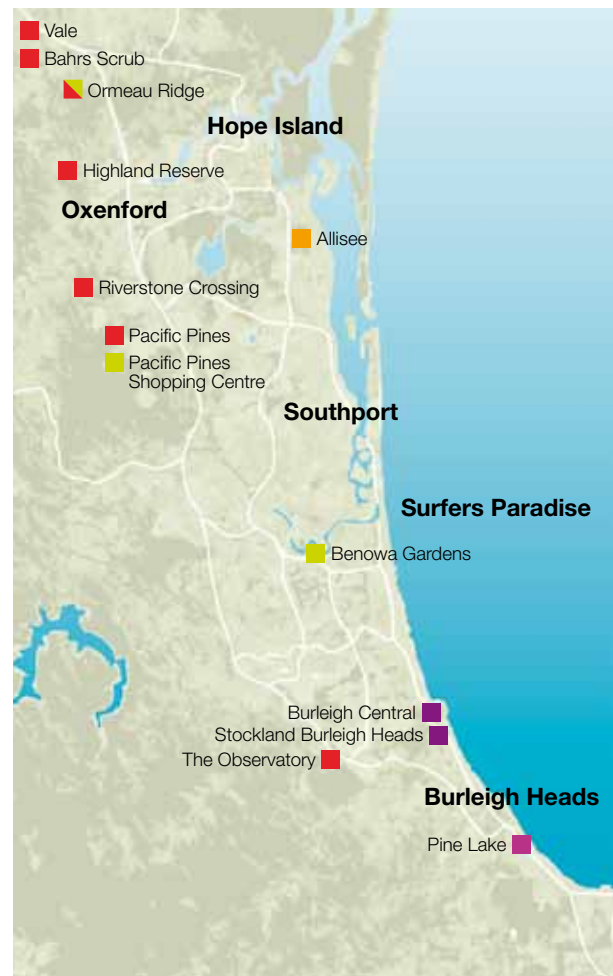 Vale
Bahrs Scrub
Ormeau Ridge
Hope Island
Highland Reserve
Oxenford
Allisee
Riverstone Crossing
Pacific Pines
Pacific Pines
Shopping Centre
Southport
Surfers Paradise
Benowa Gardens
Burleigh Central
Stockland Burleigh Heads
The Observatory
Burleigh Heads
Pine Lake